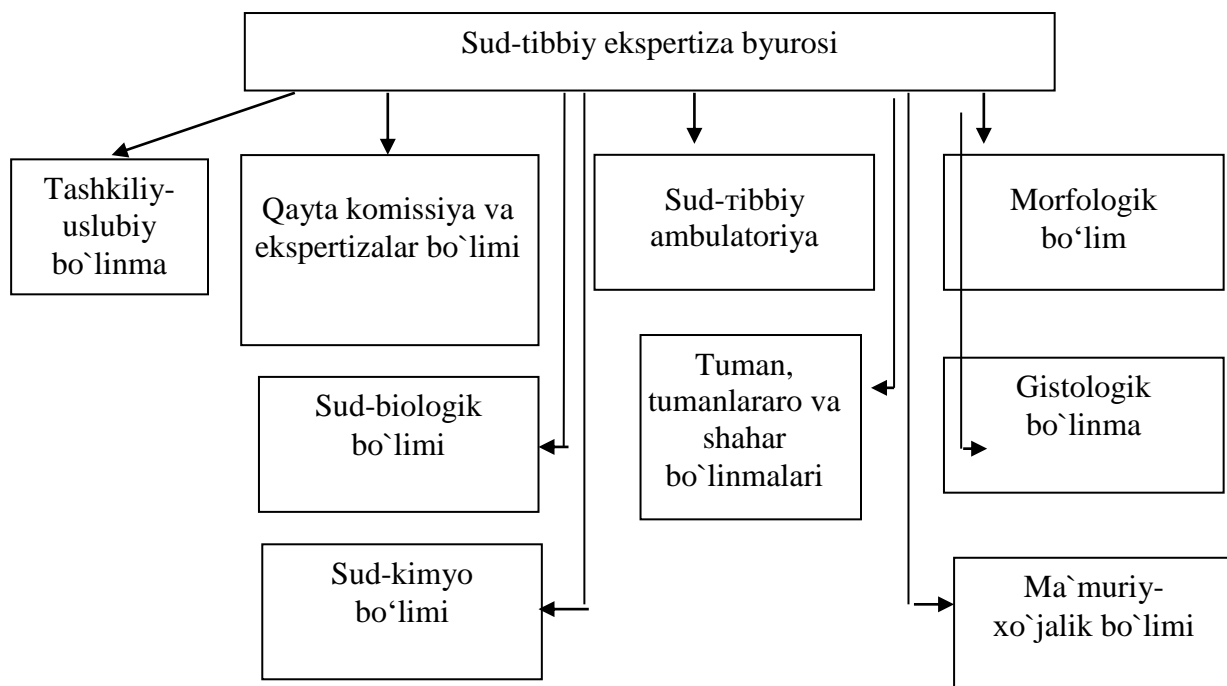 Sud-tibbiy ekspertiza byurosi
Tashkiliy-
uslubiy
bo`linma
Qayta komissiya va
ekspertizalar bo`limi
Sud-тibbiy
ambulatoriya
Morfologik
bo‘lim
Sud-biologik
bo`limi
Tuman,
tumanlararo va
shahar
bo`linmalari
Gistologik
bo`linma
Sud-kimyo
bo‘limi
Ma`muriy-
xo`jalik bo`limi